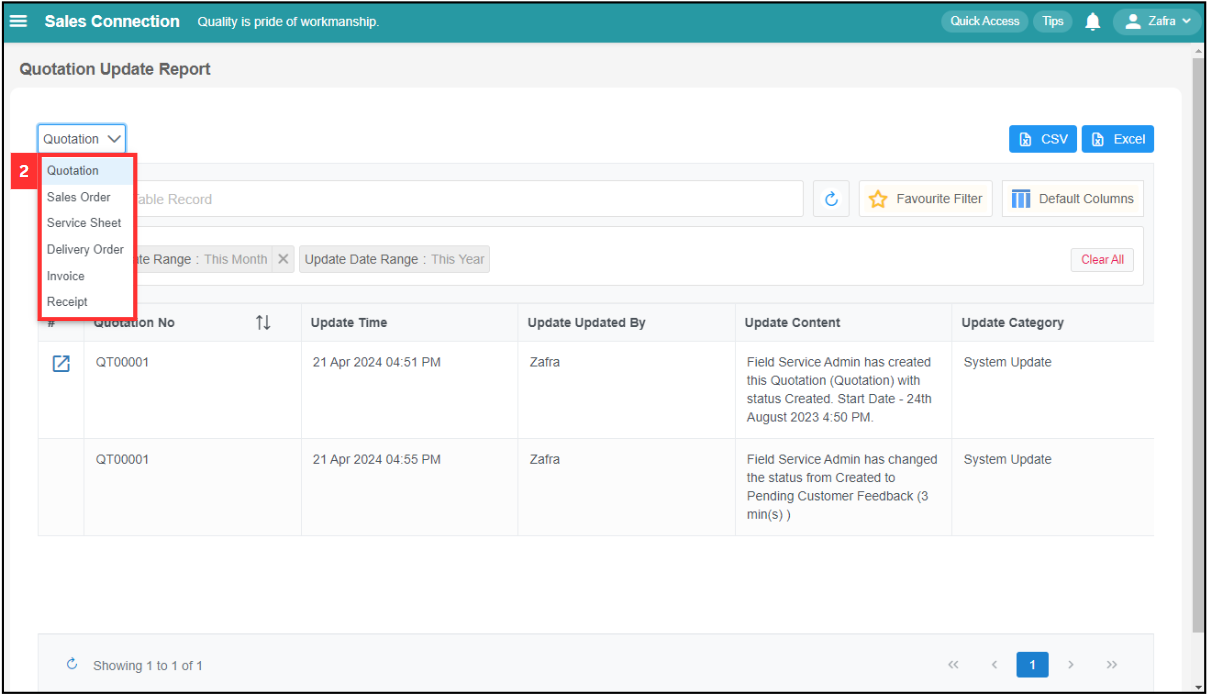 Sales Connection Quality is pride of workmanship. Quick Access Tips Zafra
Quotation Update Report
Quotation CSV Excel
2
Quotation
Sales Order
Service Sheet
Delivery Order
Invoice
Receipt
Table Record Favourite Filter Default Columns
Range : This Month Update Date Range : This Year Clear All
# Quotation No Update Time Update Updated By Update Content Update Category
QT00001 21 Apr 2024 04:51 PM Zafra Field Service Admin has created System Update
this Quotation (Quotation) with
status Created. Start Date - 24th
August 2023 4:50 PM.
QT00001 21 Apr 2024 04:55 PM Zafra Field Service Admin has changed System Update
the status from Created to
Pending Customer Feedback (3
min(s) )
Showing 1 to 1 of 1 << < 1 > >>